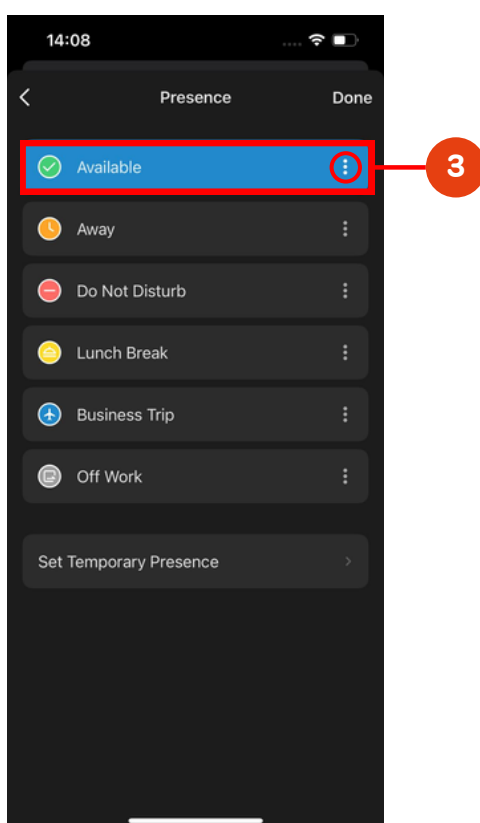 14:08
Presence
Done
Available
3
Away
Do Not Disturb
Lunch Break
Business Trip
Off Work
Set Temporary Presence